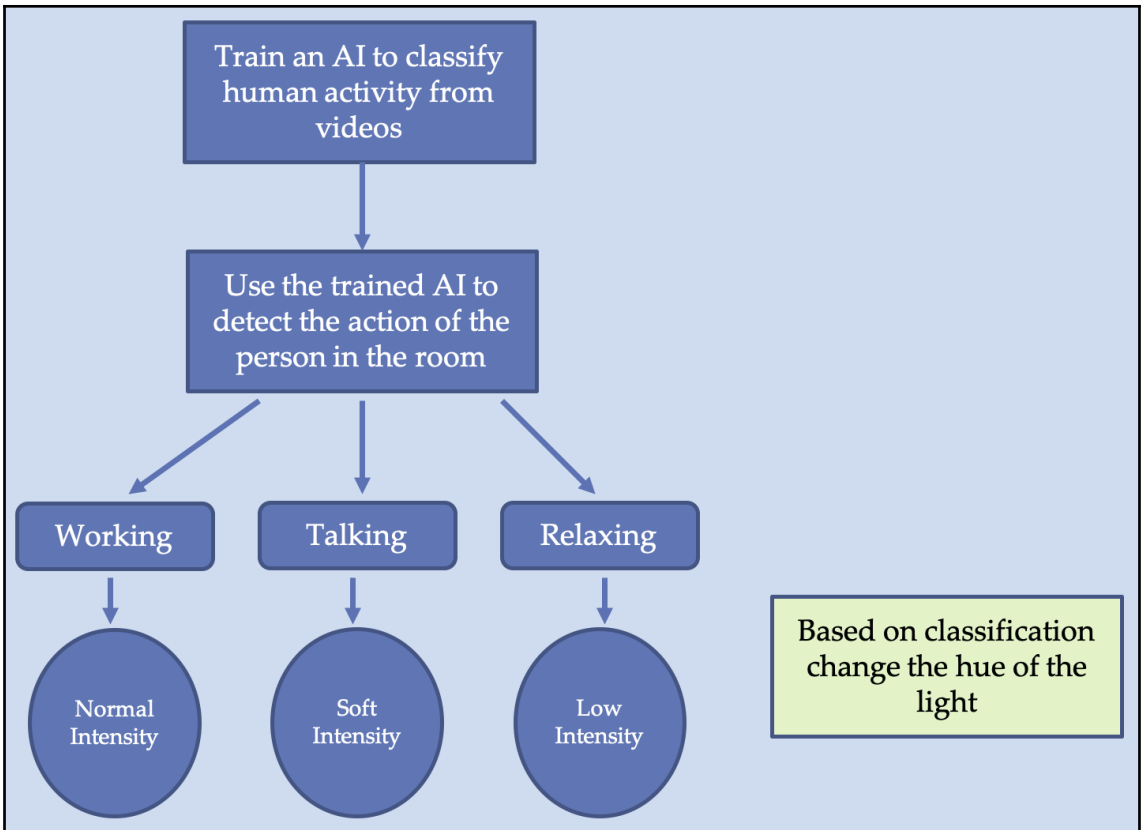 Train an AI to classify
human activity from
videos
Use the trained AI to
detect the action of the
person in the room
Working
Talking
Relaxing
Normal
Intensity
Soft
Intensity
Low
Intensity
Based on classification
change the hue of the
light